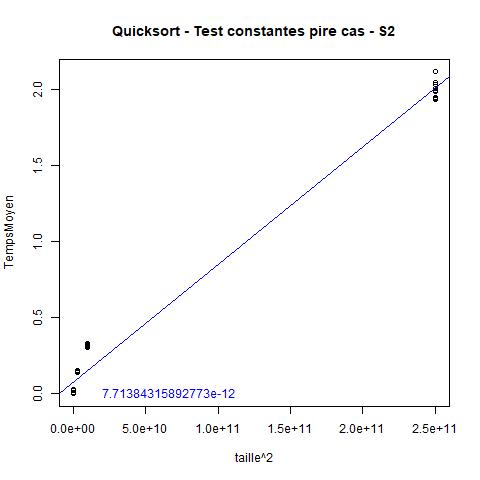 Quicksort - Test constantes pire cas - S2
TempsMoyen
2.0
1.5
1.0
0.5
0.0
7.71384315892773e-12
0.0e+00 5.0e+10 1.0e+11 1.5e+11 2.0e+11 2.5e+11
taille^2